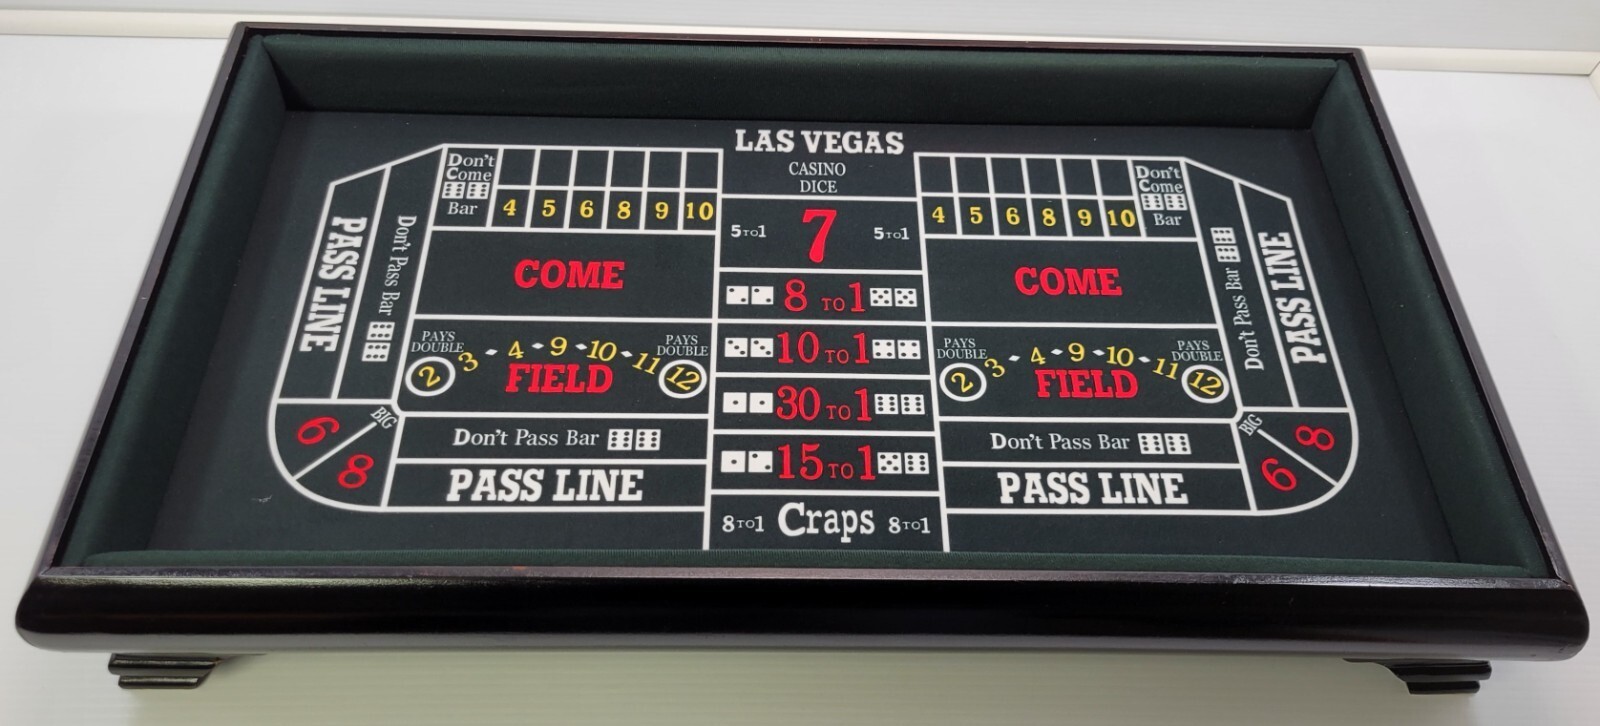 LAS VEGAS
CASINO
DICE
5 TO 1 7 5 TO 1
8 TO 1
10 TO 1
30 TO 1
15 TO 1
8 TO 1 Craps 8 TO 1
Don't
Come
Bar
4 5 6 8 9 10
COME
PAYS
DOUBLE
PAYS
DOUBLE
2 3 4 9 10 11 12
FIELD
Don't Pass Bar
PASS LINE
PASS LINE
Don't Pass Bar
BIG
6
8
4 5 6 8 9 10
Don't
Come
Bar
COME
PAYS
DOUBLE
PAYS
DOUBLE
2 3 4 9 10 11 12
FIELD
Don't Pass Bar
PASS LINE
Don't Pass Bar
PASS LINE
BIG
6
8